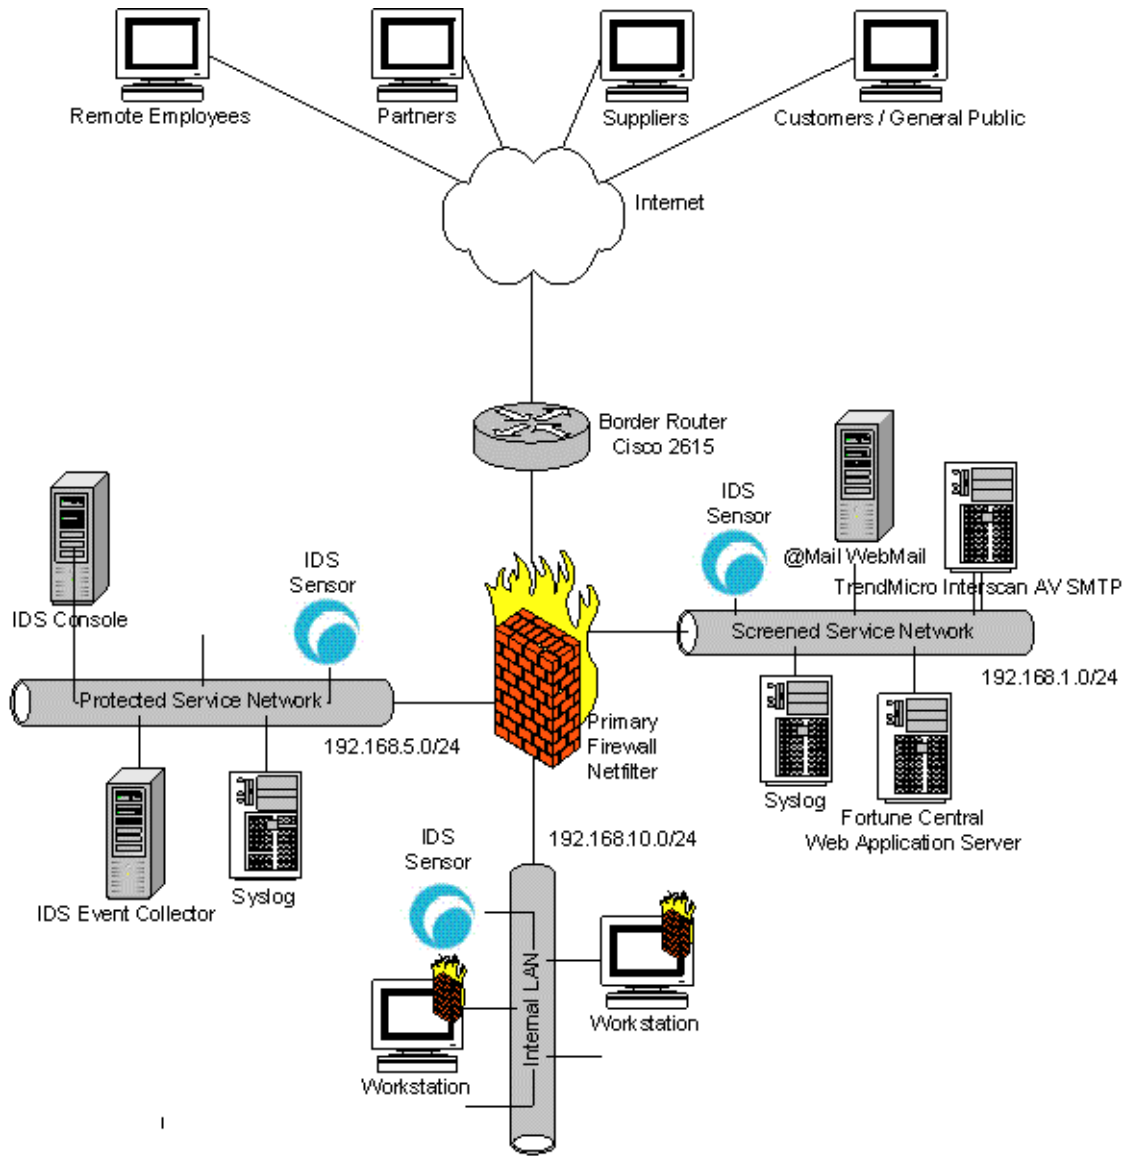 Remote Employees
Partners
Suppliers
Customers / General Public
Internet
Border Router
Cisco 2615
IDS
Sensor
@Mail WebMail
TrendMicro Interscan AV SMTP
IDS Console
IDS
Sensor
Screened Service Network
192.168.1.0/24
Protected Service Network
192.168.5.0/24
Primary
Firewall
Netfilter
Syslog
Fortune Central
Web Application Server
IDS Event Collector
Syslog
192.168.10.0/24
IDS
Sensor
Internal LAN
Workstation
Workstation